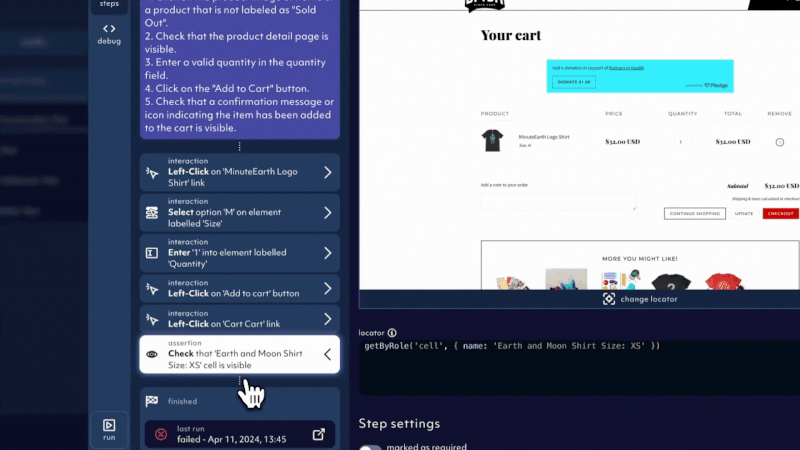 steps
debug
a product that is not labeled as "Sold
Out".
2. Check that the product detail page is
visible.
3. Enter a valid quantity in the quantity
field.
4. Click on the "Add to Cart" button.
5. Check that a confirmation message or
icon indicating the item has been added
to the cart is visible.
interaction
Left-Click on 'MinuteEarth Logo
Shirt' link
interaction
Select option 'M' on element
labelled 'Size'
interaction
Enter '1' into element labelled
'Quantity'
interaction
Left-Click on 'Add to cart' button
interaction
Left-Click on 'Cart Cart' link
assertion
Check that 'Earth and Moon Shirt
Size: XS' cell is visible
finished
run
last run
failed - Apr 11, 2024, 13:45
Your cart
Add a donation in support of Partners In Health
DONATE $1.28
powered by Pledge
PRODUCT PRICE QUANTITY TOTAL REMOVE
MinuteEarth Logo Shirt
Size: M
$32.00 USD 1 $32.00 USD
Add a note to your order
Subtotal $32.00 USD
Shipping & taxes calculated at checkout
CONTINUE SHOPPING UPDATE CHECKOUT
MORE YOU MIGHT LIKE!
change locator
locator
getByRole('cell', { name: 'Earth and Moon Shirt Size: XS' })
Step settings
marked as required